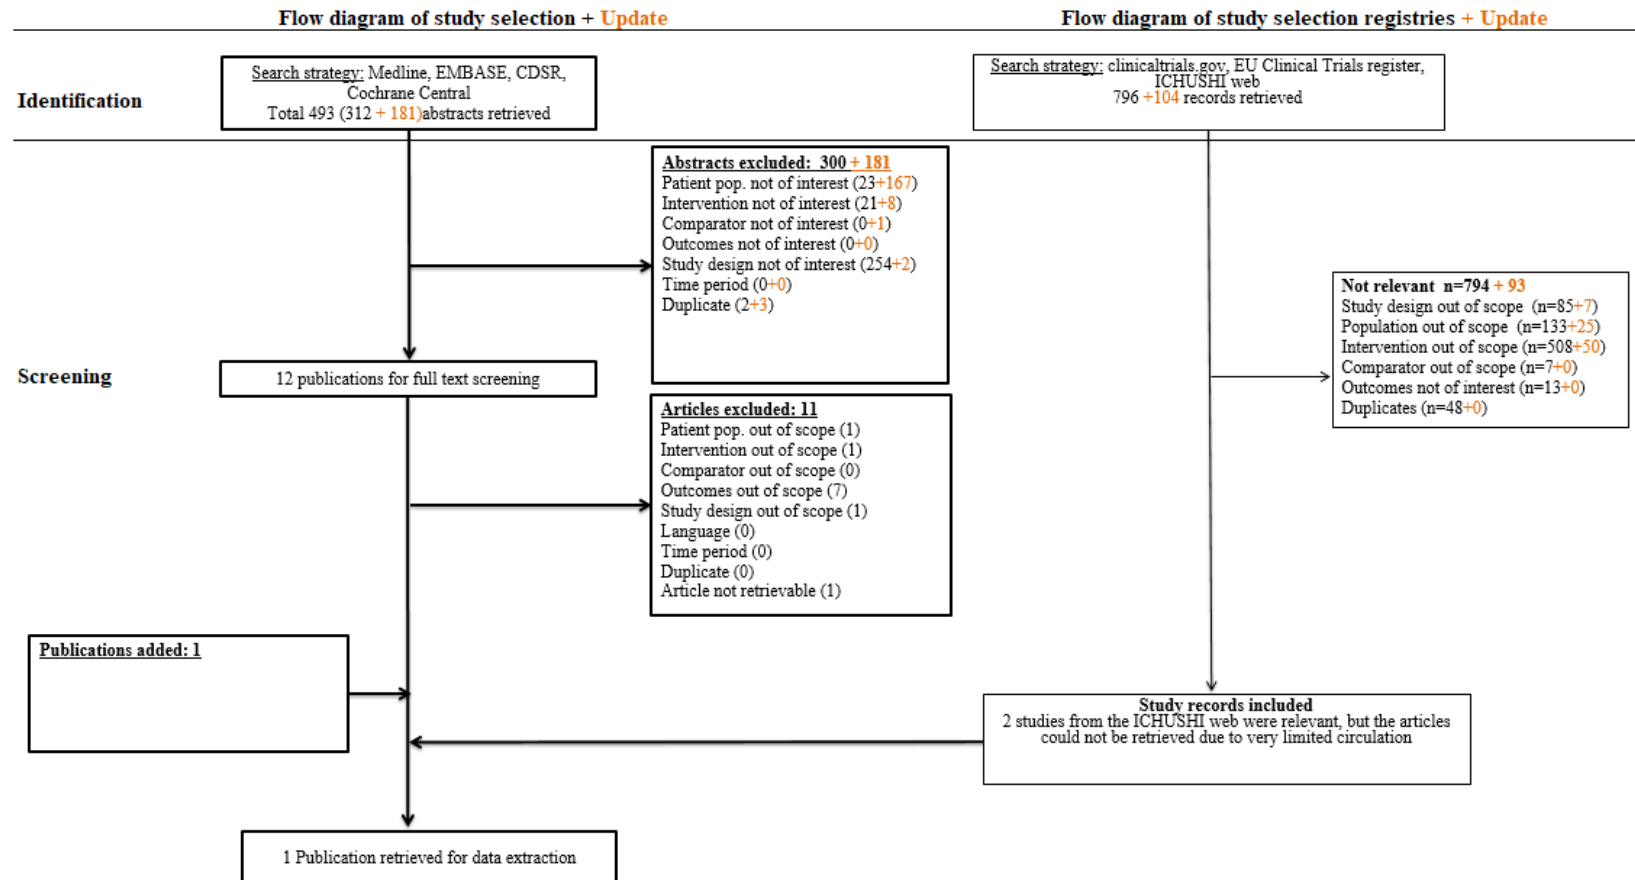 Flow diagram of study selection + Update
Flow diagram of study selection registries + Update
Identification
Search strategy: Medline, EMBASE, CDSR,
Cochrane Central
Total 493 (312 + 181)abstracts retrieved
Search strategy: clinicaltrials.gov, EU Clinical Trials register,
ICHUSHI web
796 +104 records retrieved
Abstracts excluded: 300 + 181
Patient pop. not of interest (23+167)
Intervention not of interest (21+8)
Comparator not of interest (0+1)
Outcomes not of interest (0+0)
Study design not of interest (254+2)
Time period (0+0)
Duplicate (2+3)
Not relevant n=794 + 93
Study design out of scope (n=85+7)
Population out of scope (n=133+25)
Intervention out of scope (n=508+50)
Comparator out of scope (n=7+0)
Outcomes not of interest (n=13+0)
Duplicates (n=48+0)
Screening
12 publications for full text screening
Articles excluded: 11
Patient pop. out of scope (1)
Intervention out of scope (1)
Comparator out of scope (0)
Outcomes out of scope (7)
Study design out of scope (1)
Language (0)
Time period (0)
Duplicate (0)
Article not retrievable (1)
Publications added: 1
Study records included
2 studies from the ICHUSHI web were relevant, but the articles
could not be retrieved due to very limited circulation
1 Publication retrieved for data extraction